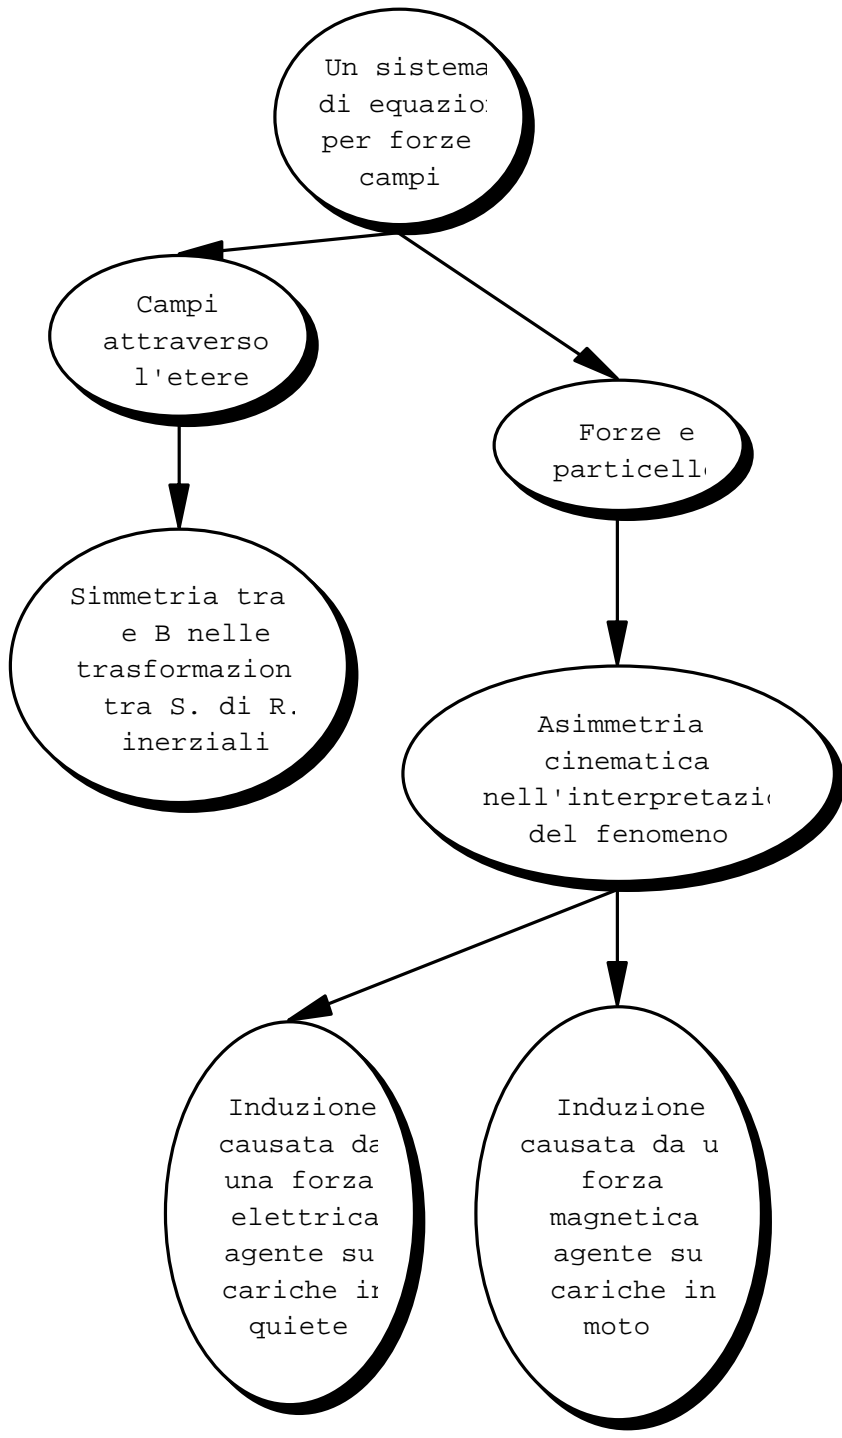 Un sistema
di equazio
per forze
campi
Campi
attraverso
l'etere
Forze e
particell
Simmetria tra
e B nelle
trasformazion
tra S. di R.
inerziali
Asimmetria
cinematica
nell'interpretazi
del fenomeno
Induzione
causata da
una forza
elettrica
agente su
cariche in
quiete
Induzione
causata da u
forza
magnetica
agente su
cariche in
moto